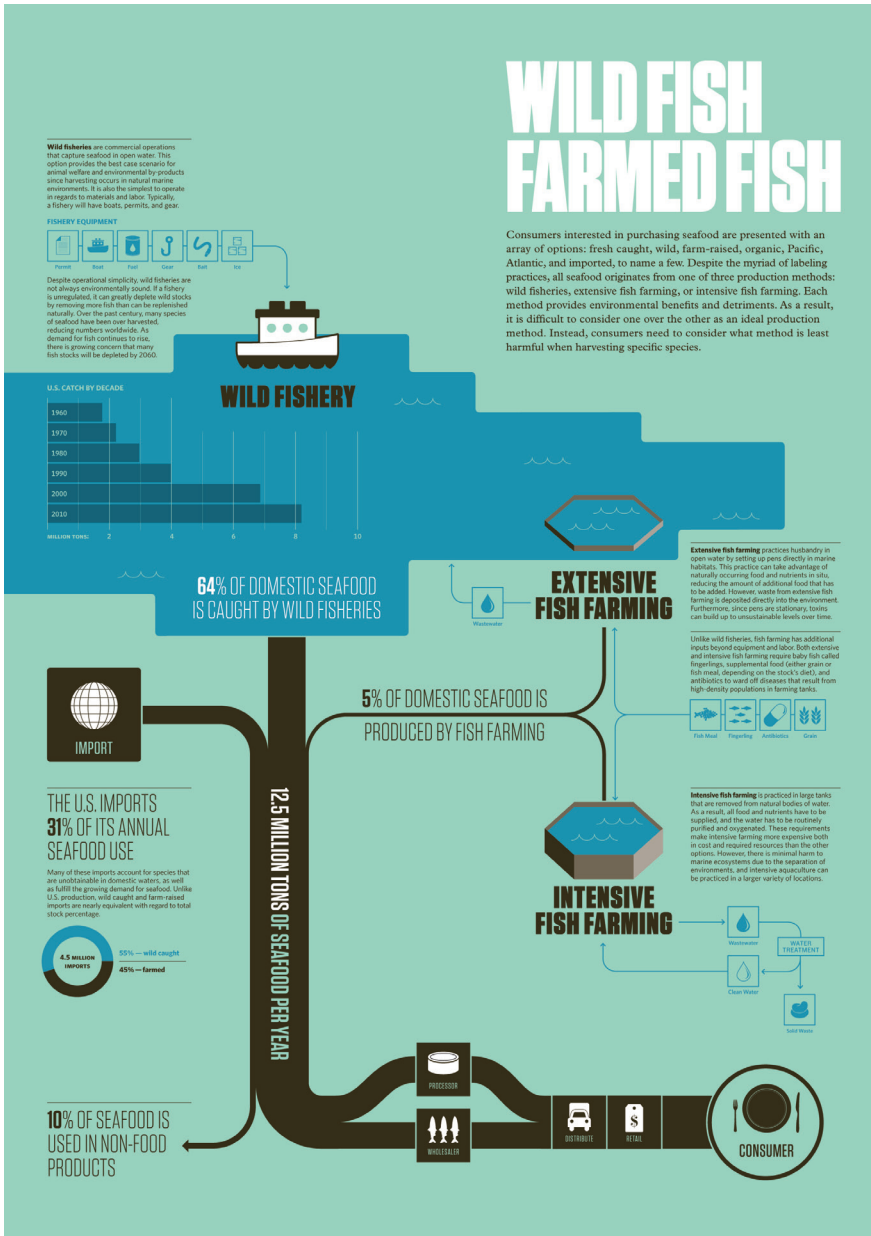 WILD FISH
FARMED FISH
Consumers interested in purchasing seafood are presented with an
array of options: fresh caught, wild, farm-raised, organic, Pacific,
Atlantic, and imported, to name a few. Despite the myriad of labeling
practices, all seafood originates from one of three production methods:
wild fisheries, extensive fish farming, or intensive fish farming. Each
method provides environmental benefits and detriments. As a result,
it is difficult to consider one over the other as an ideal production
method. Instead, consumers need to consider what method is least
harmful when harvesting specific species.
Wild fisheries are commercial operations
that capture seafood in open water. This
option provides the best case scenario for
animal welfare and environmental by-products
since harvesting occurs in natural marine
environments. It is also the simplest to operate
in regards to materials and labor. Typically,
a fishery will have boats, permits, and gear.
FISHERY EQUIPMENT
Permit Boat Fuel Gear Bait Ice
Despite operational simplicity, wild fisheries are
not always environmentally sound. If a fishery
is unregulated, it can greatly deplete wild stocks
by removing more fish than can be replenished
naturally. Over the past century, many species
of seafood have been over harvested,
reducing numbers worldwide. As
demand for fish continues to rise,
there is growing concern that many
fish stocks will be depleted by 2060.
WILD FISHERY
U.S. CATCH BY DECADE
1960
1970
1980
1990
2000
2010
MILLION TONS: 2 4 6 8 10
64% OF DOMESTIC SEAFOOD
IS CAUGHT BY WILD FISHERIES
EXTENSIVE
FISH FARMING
Wastewater
Extensive fish farming practices husbandry in
open water by setting up pens directly in marine
habitats. This practice can take advantage of
naturally occurring food and nutrients in situ,
reducing the amount of additional food that has
to be added. However, waste from extensive fish
farming is deposited directly into the environment.
Furthermore, since pens are stationary, toxins
can build up to unsustainable levels over time.
Unlike wild fisheries, fish farming has additional
inputs beyond equipment and labor. Both extensive
and intensive fish farming require baby fish called
fingerlings, supplemental food (either grain or
fish meal, depending on the stock's diet), and
antibiotics to ward off diseases that result from
high-density populations in farming tanks.
Fish Meal Fingerling Antibiotics Grain
5% OF DOMESTIC SEAFOOD IS
PRODUCED BY FISH FARMING
IMPORT
THE U.S. IMPORTS
31% OF ITS ANNUAL
SEAFOOD USE
Many of these imports account for species that
are unobtainable in domestic waters, as well
as fulfill the growing demand for seafood. Unlike
U.S. production, wild caught and farm-raised
imports are nearly equivalent with regard to total
stock percentage.
4.5 MILLION
IMPORTS
55% — wild caught
45% — farmed
12.5 MILLION TONS OF SEAFOOD PER YEAR
Intensive fish farming is practiced in large tanks
that are removed from natural bodies of water.
As a result, all food and nutrients have to be
supplied, and the water has to be routinely
purified and oxygenated. These requirements
make intensive farming more expensive both
in cost and required resources than the other
options. However, there is minimal harm to
marine ecosystems due to the separation of
environments, and intensive aquaculture can
be practiced in a larger variety of locations.
INTENSIVE
FISH FARMING
Wastewater
WATER
TREATMENT
Clean Water
Solid Waste
10% OF SEAFOOD IS
USED IN NON-FOOD
PRODUCTS
PROCESSOR
WHOLESALER
DISTRIBUTE
$
RETAIL
CONSUMER